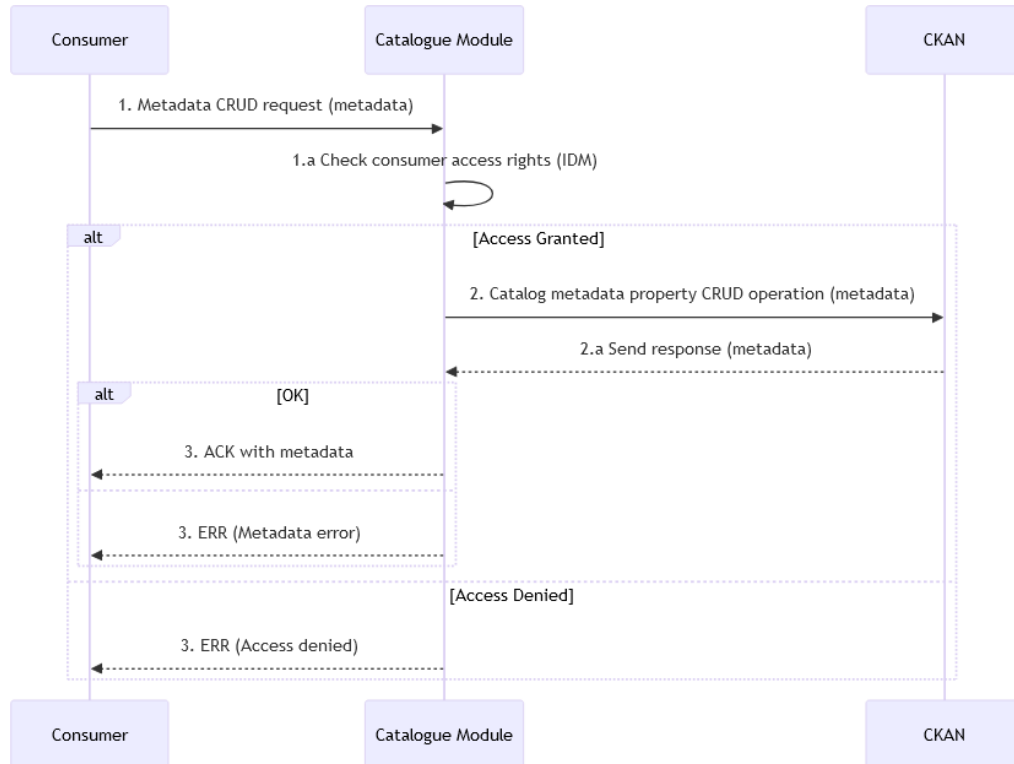 Consumer
Catalogue Module
CKAN
1. Metadata CRUD request (metadata)
1.a Check consumer access rights (IDM)
alt
[Access Granted]
2. Catalog metadata property CRUD operation (metadata)
2.a Send response (metadata)
alt
[OK]
3. ACK with metadata
3. ERR (Metadata error)
[Access Denied]
3. ERR (Access denied)
Consumer
Catalogue Module
CKAN